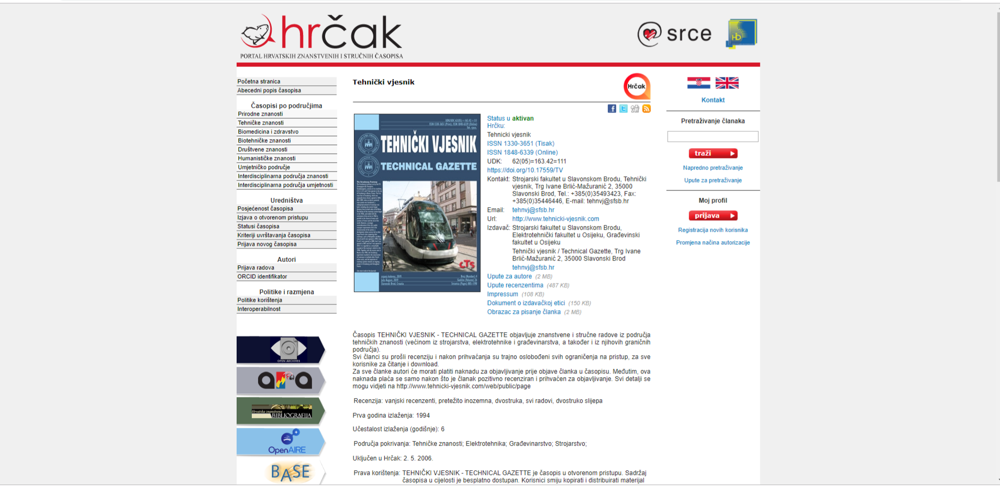 hrčak
PORTAL HRVATSKIH ZNANSTVENIH I STRUČNIH ČASOPISA
srce
Početna stranica
Abecedni popis časopisa
Časopisi po područjima
Prirodne znanosti
Tehničke znanosti
Biomedicina i zdravstvo
Biotehničke znanosti
Društvene znanosti
Humanističke znanosti
Umjetničko područje
Interdisciplinarna područja znanosti
Interdisciplinarna područja umjetnosti
Uredništva
Posjećenost časopisa
Izjava o otvorenom pristupu
Statusi časopisa
Kriteriji uvrštavanja časopisa
Prijava novog časopisa
Autori
Prijava radova
ORCID identifikator
Politike i razmjena
Politike korištenja
Interoperabilnost
OPEN ARCHIVES
Hrvatska znanstvena
BIBLIOGRAFIJA
OpenAIRE
BASE
Tehnički vjesnik
Hrčak
TEHNIČKI VJESNIK
TECHNICAL GAZETTE
The Strasbourg Tramway
cts
Status u aktivan
Hrčku:
Tehnicki vjesnik
ISSN 1330-3651 (Tisak)
ISSN 1848-6339 (Online)
UDK: 62(05)=163.42=111
https://doi.org/10.17559/TV
Kontakt: Strojarski fakultet u Slavonskom Brodu, Tehnički
vjesnik, Trg Ivane Brlić-Mažuranić 2, 35000
Slavonski Brod, Tel.: +385(0)35493423, Fax:
+385(0)35446446, E-mail: tehnvj@sfsb.hr
Email: tehnvj@sfsb.hr
Url: http://www.tehnicki-vjesnik.com
Izdavač: Strojarski fakultet u Slavonskom Brodu,
Elektrotehnički fakultet u Osijeku, Građevinski
fakultet u Osijeku
Tehnički vjesnik / Technical Gazette, Trg Ivane
Brlić-Mažuranić 2, 35000 Slavonski Brod
tehnvj@sfsb.hr
Upute za autore (2 MB)
Upute recenzentima (487 KB)
Impressum (108 KB)
Dokument o izdavačkoj etici (150 KB)
Obrazac za pisanje članka (2 MB)
Časopis TEHNIČKI VJESNIK - TECHNICAL GAZETTE objavljuje znanstvene i stručne radove iz područja
tehničkih znanosti (većinom iz strojarstva, elektrotehnike i građevinarstva, a također i iz njihovih graničnih
područja).
Svi članci su prošli recenziju i nakon prihvaćanja su trajno oslobođeni svih ograničenja na pristup, za sve
korisnike za čitanje i download.
Za sve članke autori će morati platiti naknadu za objavljivanje prije objave članka u časopisu. Međutim, ova
naknada plaća se samo nakon što je članak pozitivno recenziran i prihvaćen za objavljivanje. Svi detalji se
mogu vidjeti na http://www.tehnicki-vjesnik.com/web/public/page
Recenzija: vanjski recenzenti, pretežito inozemna, dvostruka, svi radovi, dvostruko slijepa
Prva godina izlaženja: 1994
Učestalost izlaženja (godišnje): 6
Područja pokrivanja: Tehničke znanosti; Elektrotehnika; Građevinarstvo; Strojarstvo;
Uključen u Hrčak: 2. 5. 2006.
Prava korištenja: TEHNIČKI VJESNIK - TECHNICAL GAZETTE je časopis u otvorenom pristupu. Sadržaj
časopisa u cijelosti je besplatno dostupan. Korisnici smiju kopirati i distribuirati materijal
Kontakt
Pretraživanje članaka
traži
Napredno pretraživanje
Upute za pretraživanje
Moj profil
prijava
Registracija novih korisnika
Promjena načina autorizacije